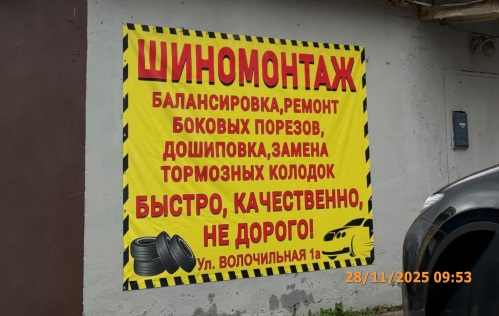 ШИНОМОНТАЖ
БАЛАНСИРОВКА,РЕМОНТ
БОКОВЫХ ПОРЕЗОВ,
ДОШИПОВКА,ЗАМЕНА
ТОРМОЗНЫХ КОЛОДОК
БЫСТРО, КАЧЕСТВЕННО,
НЕ ДОРОГО!
Ул. ВОЛОЧИЛЬНАЯ 1а
28/11/2025 09:53